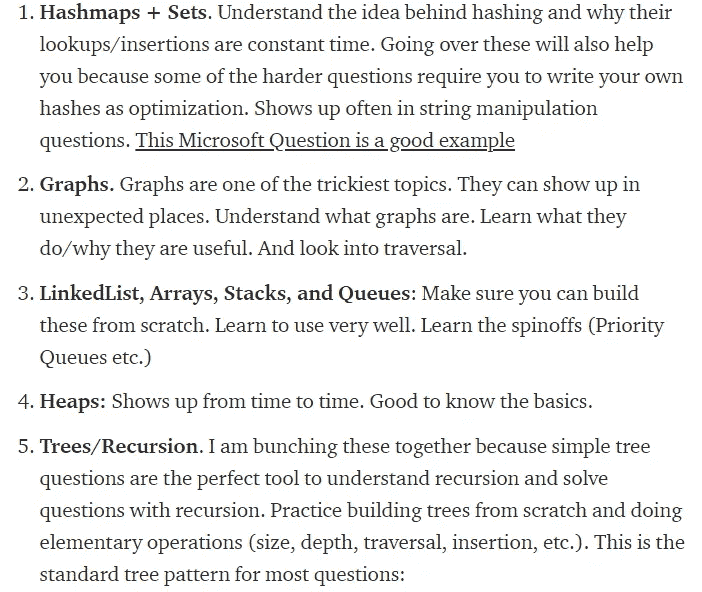 1. Hashmaps + Sets. Understand the idea behind hashing and why their
lookups/insertions are constant time. Going over these will also help
you because some of the harder questions require you to write your own
hashes as optimization. Shows up often in string manipulation
questions. This Microsoft Question is a good example
2. Graphs. Graphs are one of the trickiest topics. They can show up in
unexpected places. Understand what graphs are. Learn what they
do/why they are useful. And look into traversal.
3. LinkedList, Arrays, Stacks, and Queues: Make sure you can build
these from scratch. Learn to use very well. Learn the spinoffs (Priority
Queues etc.)
4. Heaps: Shows up from time to time. Good to know the basics.
5. Trees/Recursion. I am bunching these together because simple tree
questions are the perfect tool to understand recursion and solve
questions with recursion. Practice building trees from scratch and doing
elementary operations (size, depth, traversal, insertion, etc.). This is the
standard tree pattern for most questions: